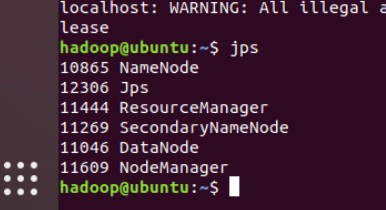 localhost: WARNING: All illegal a
lease
hadoop@ubuntu:~$ jps
10865 NameNode
12306 Jps
11444 ResourceManager
11269 SecondaryNameNode
11046 DataNode
11609 NodeManager
hadoop@ubuntu:~$